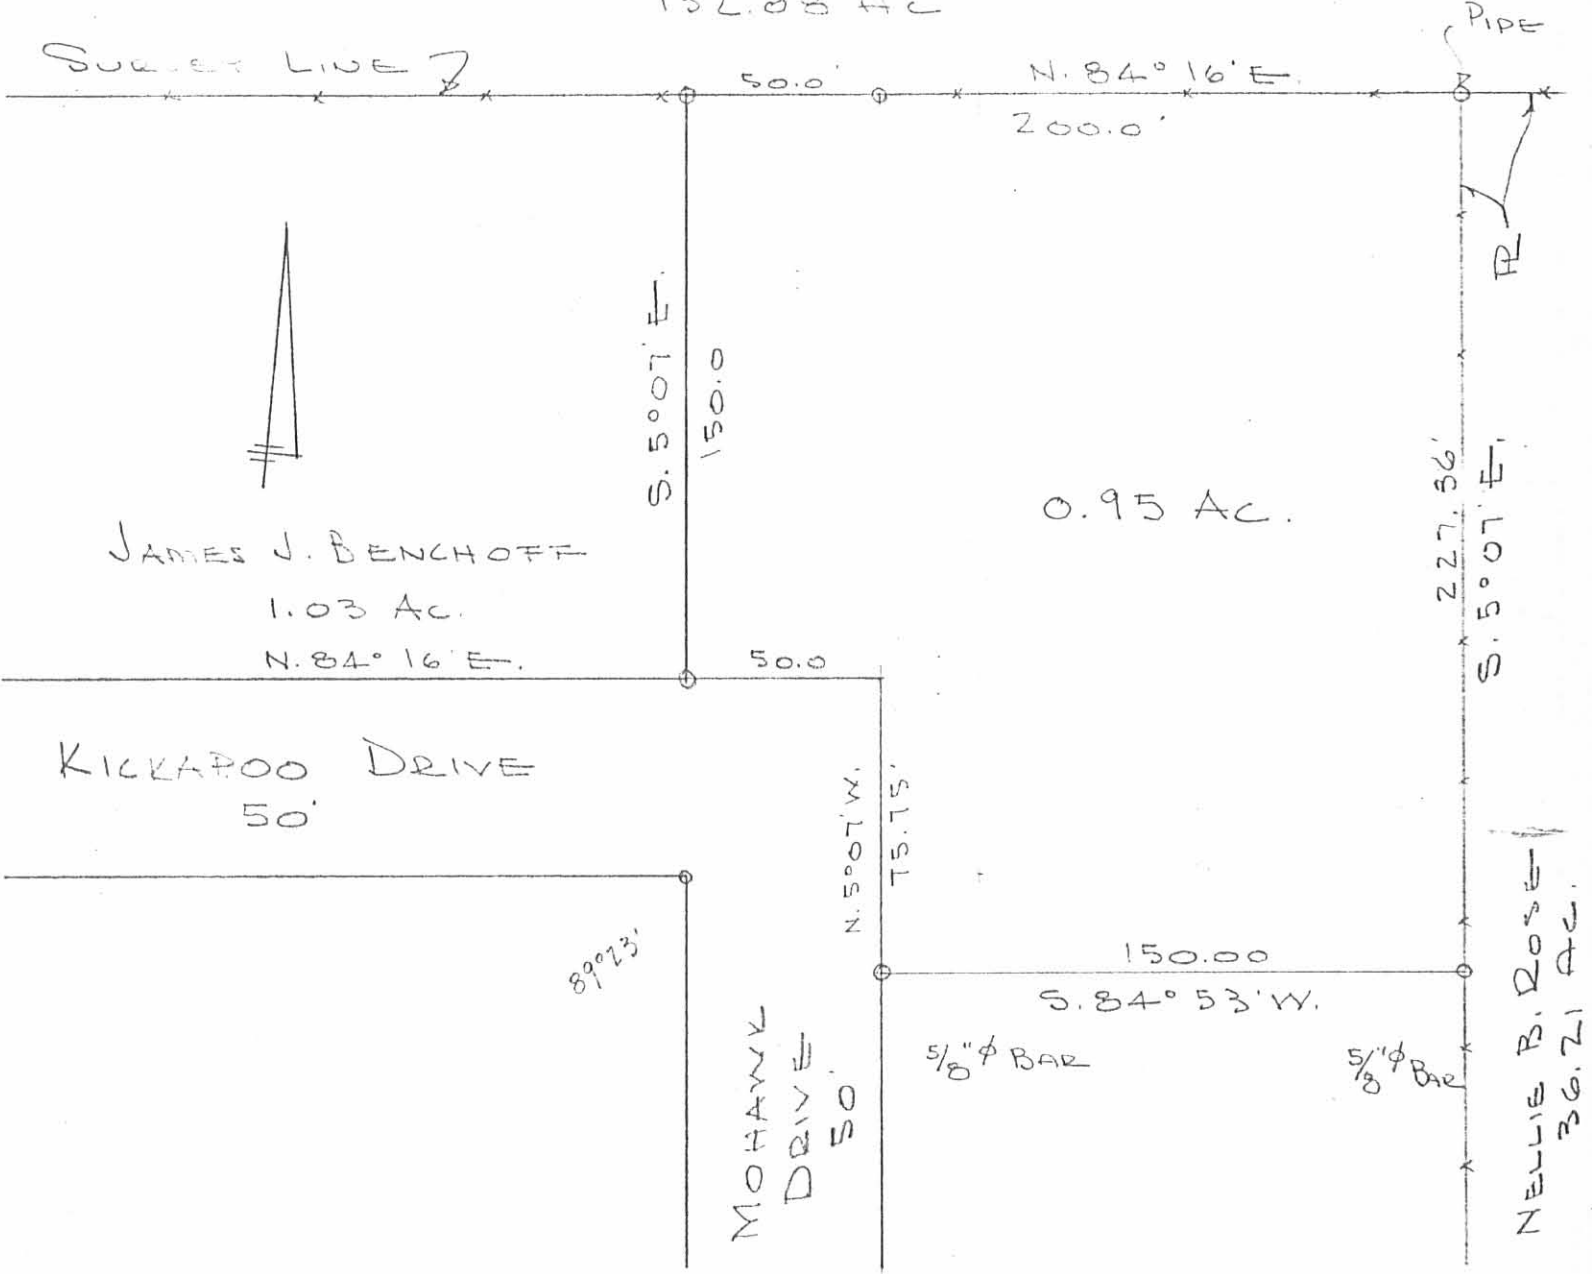 PIPE
SURVEY LINE
50.0'
N. 84° 16' E.
200.0'
PL
S. 5°07' E.
150.0
0.95 AC.
227.36'
S. 5°07' E.
JAMES J. BENCHOFF
1.03 AC.
N. 84° 16' E.
50.0
KICKAPOO DRIVE
50'
N. 5°07' W.
75.75'
89°23'
150.00
S. 84° 53' W.
5/8" ϕ BAR
5/8" ϕ BAR
MOHAWK
DRIVE
50'
NELLIE B. ROSE
36.21 AC.